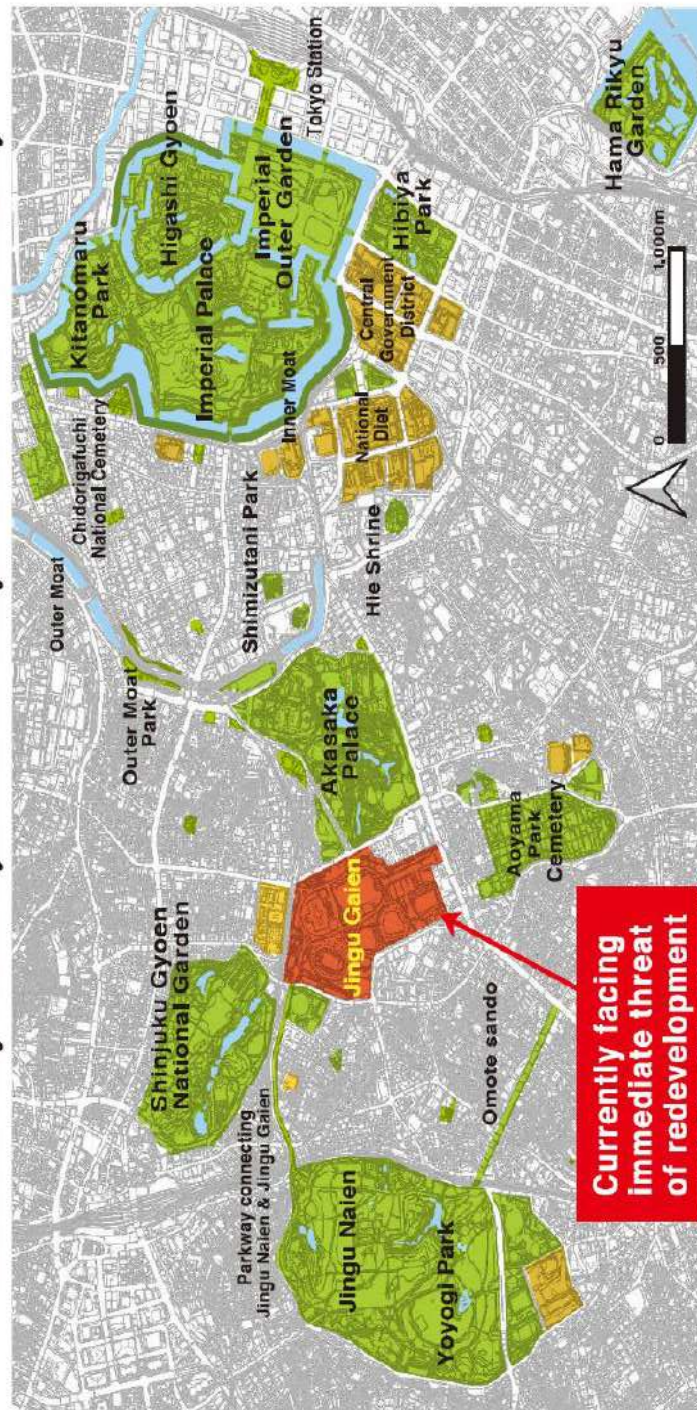 Shinjuku Gyoen
National Garden
Parkway connecting
Jingu Naien & Jingu Gaien
Jingu Naien
Yoyogi Park
Omote sando
Jingu Gaien
Currently facing
immediate threat
of redevelopment
Outer Moat
Outer Moat
Park
Akasaka
Palace
Aoyama
Park
Cemetery
Shimizutani Park
Hie Shrine
Chidorigafuchi
National Cemetery
Kitanomaru
Park
Higashi Gyoen
Imperial Palace
Imperial
Outer Garden
Inner Moat
National
Diet
Central
Government
District
Hibiya
Park
Tokyo Station
Hama Rikyu
Garden
0 500 1,000m